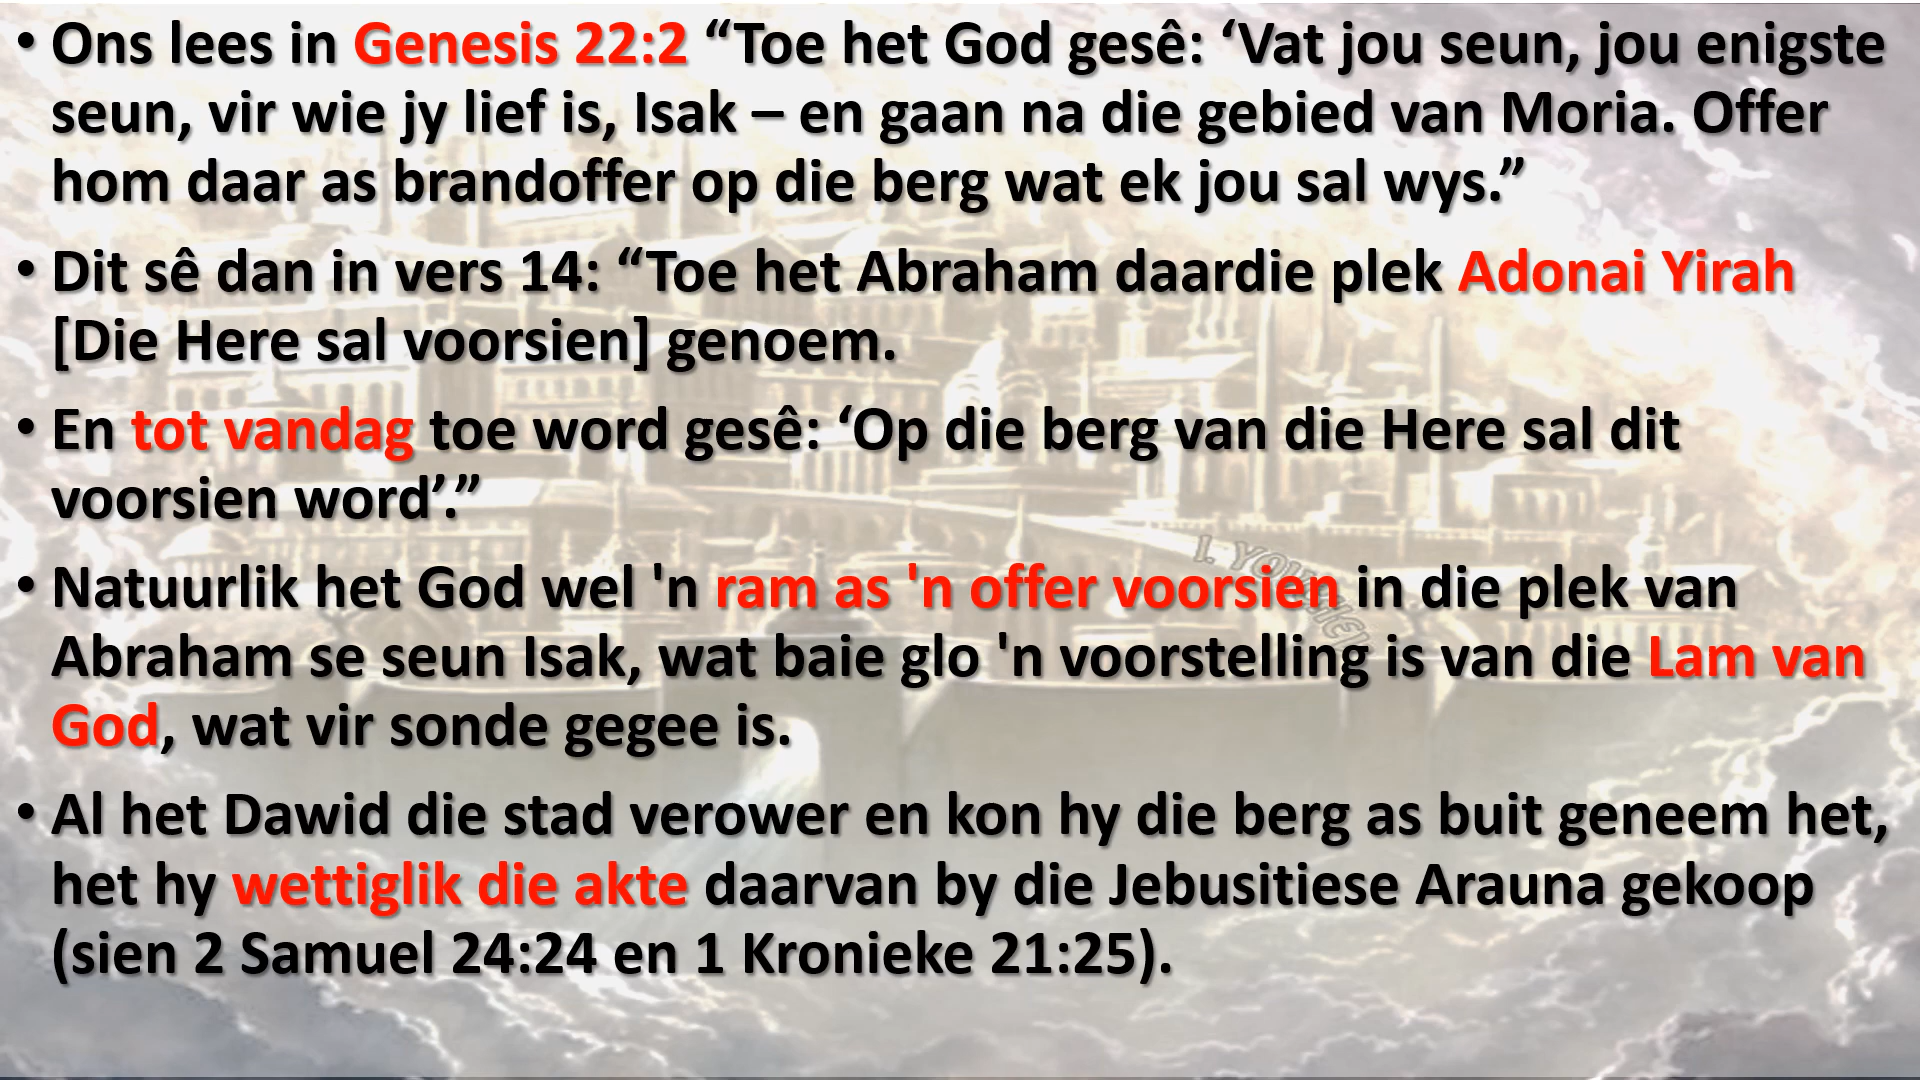 • Ons lees in Genesis 22:2 “Toe het God gesê: ‘Vat jou seun, jou enigste
seun, vir wie jy lief is, Isak – en gaan na die gebied van Moria. Offer
hom daar as brandoffer op die berg wat ek jou sal wys.”
• Dit sê dan in vers 14: “Toe het Abraham daardie plek Adonai Yirah
[Die Here sal voorsien] genoem.
• En tot vandag toe word gesê: ‘Op die berg van die Here sal dit
voorsien word’.”
• Natuurlik het God wel 'n ram as 'n offer voorsien in die plek van
Abraham se seun Isak, wat baie glo 'n voorstelling is van die Lam van
God, wat vir sonde gegee is.
• Al het Dawid die stad verower en kon hy die berg as buit geneem het,
het hy wettiglik die akte daarvan by die Jebusitiese Arauna gekoop
(sien 2 Samuel 24:24 en 1 Kronieke 21:25).